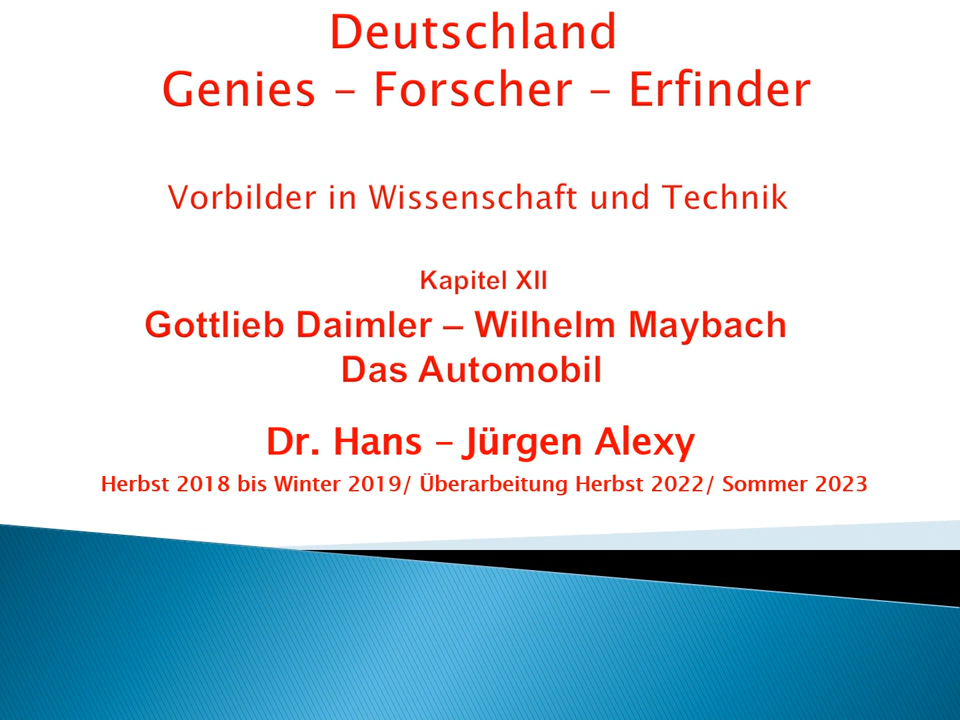 Deutschland
Genies – Forscher – Erfinder
Vorbilder in Wissenschaft und Technik
Kapitel XII
Gottlieb Daimler – Wilhelm Maybach
Das Automobil
Dr. Hans – Jürgen Alexy
Herbst 2018 bis Winter 2019/ Überarbeitung Herbst 2022/ Sommer 2023